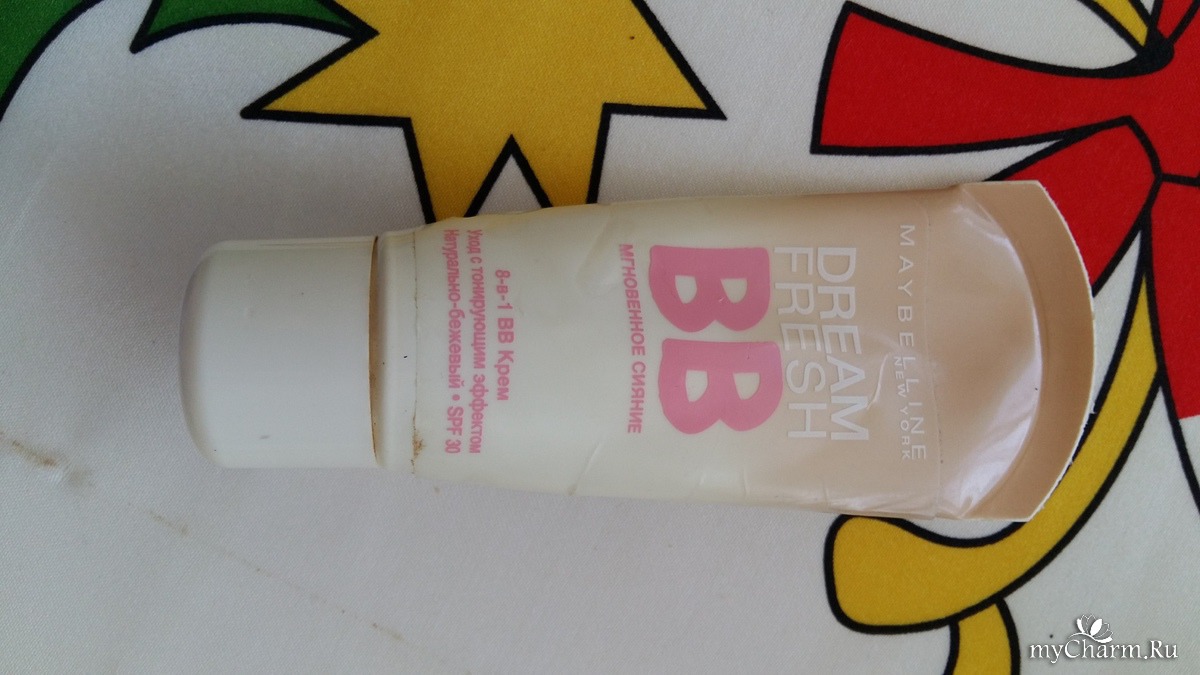 MAYBELLINE
NEW YORK
DREAM
FRESH
BB
МГНОВЕННОЕ СИЯНИЕ
8-в-1 BB Крем
Уход с тонирующим эффектом
Натурально-бежевый • SPF 30
myCharm.Ru